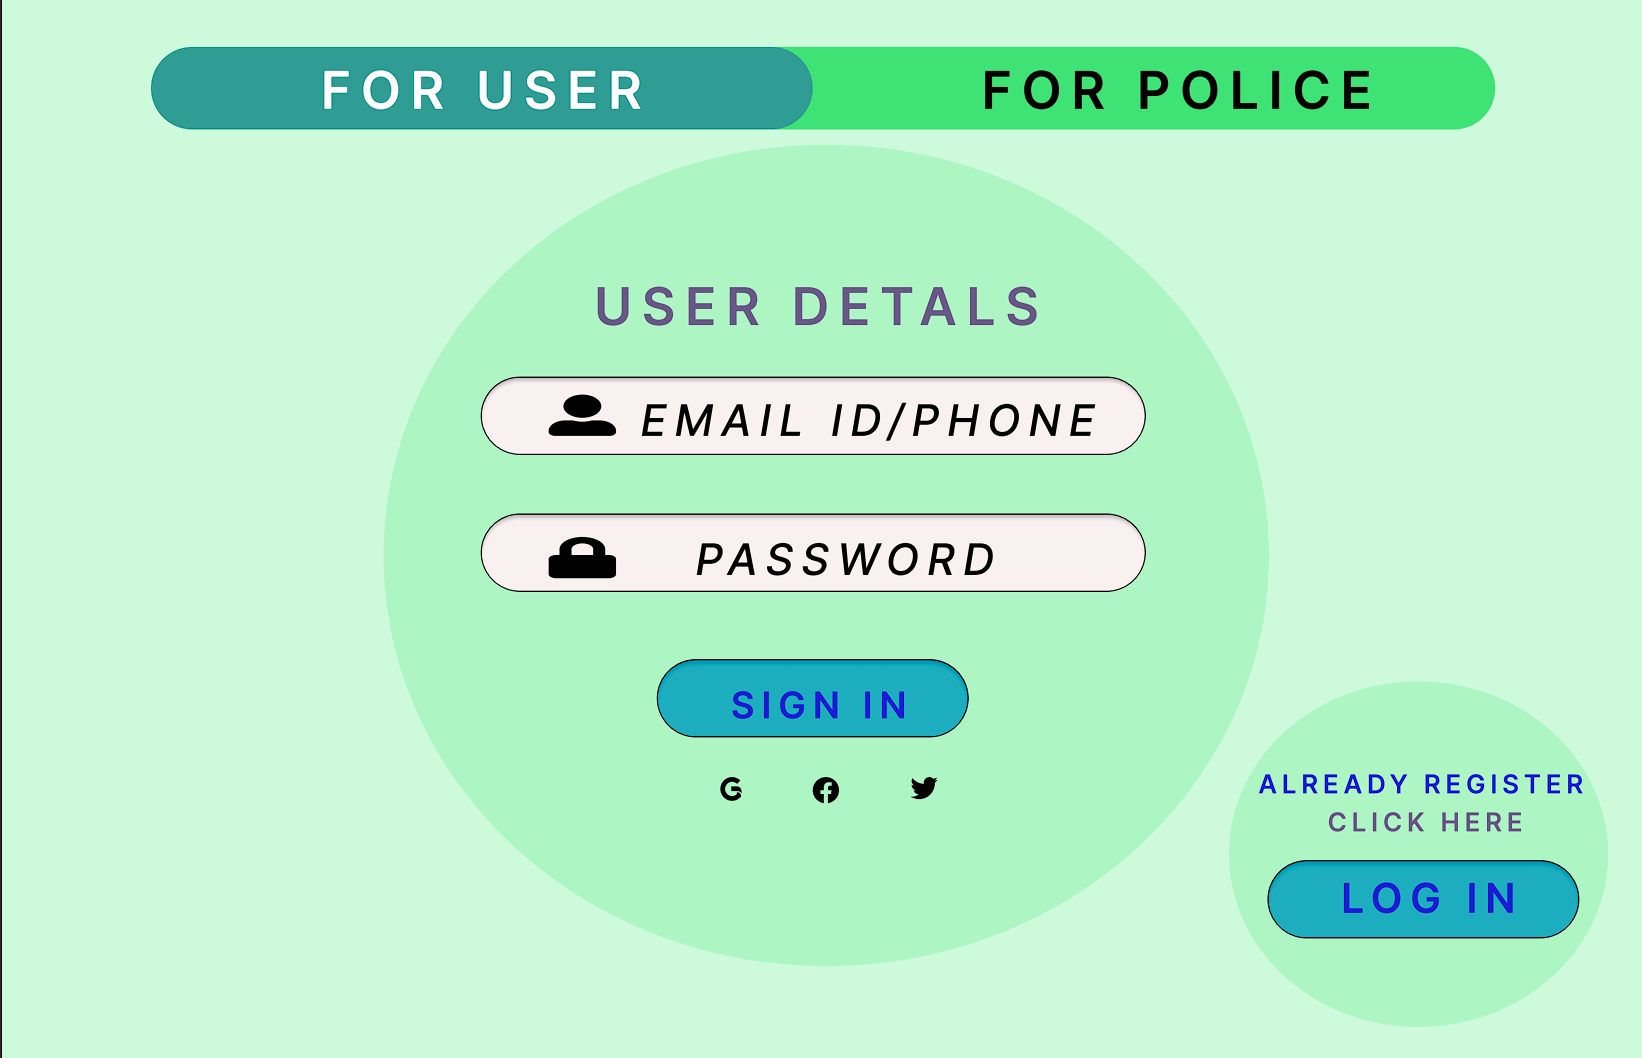 FOR USER
FOR POLICE
USER DETALS
EMAIL ID/PHONE
PASSWORD
SIGN IN
ALREADY REGISTER
CLICK HERE
LOG IN